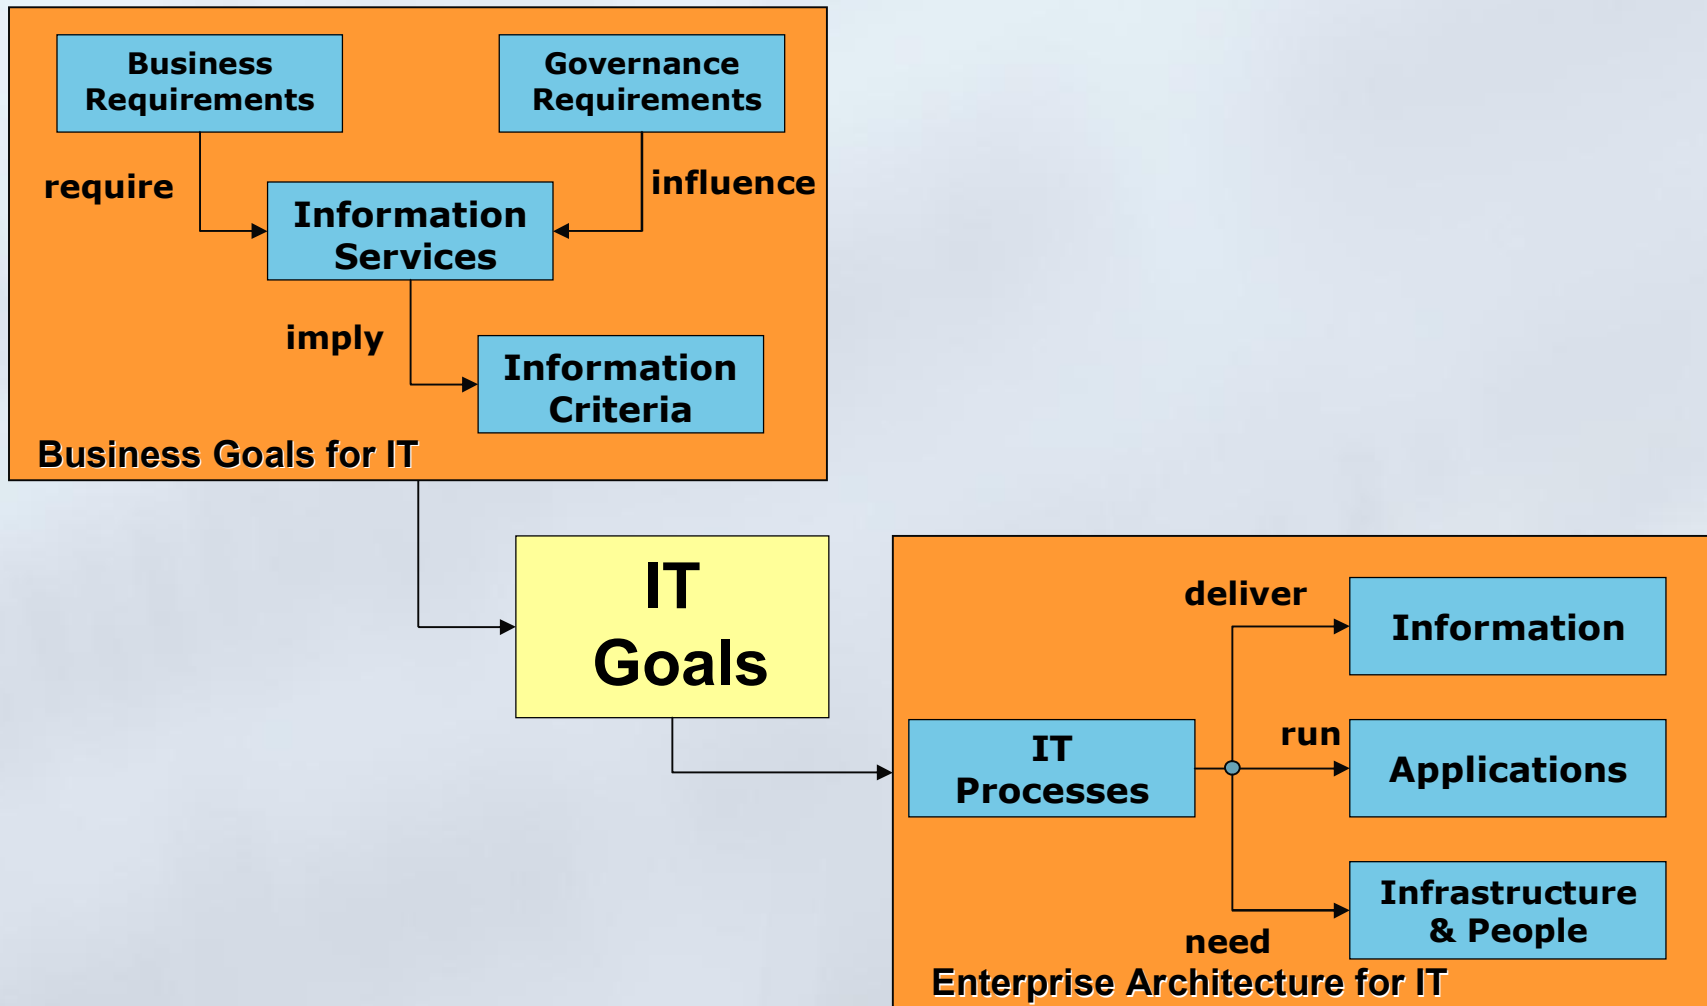 Business
Requirements
Governance
Requirements
require
influence
Information
Services
imply
Information
Criteria
Business Goals for IT
IT
Goals
deliver
Information
IT
Processes
run
Applications
Infrastructure
& People
need
Enterprise Architecture for IT